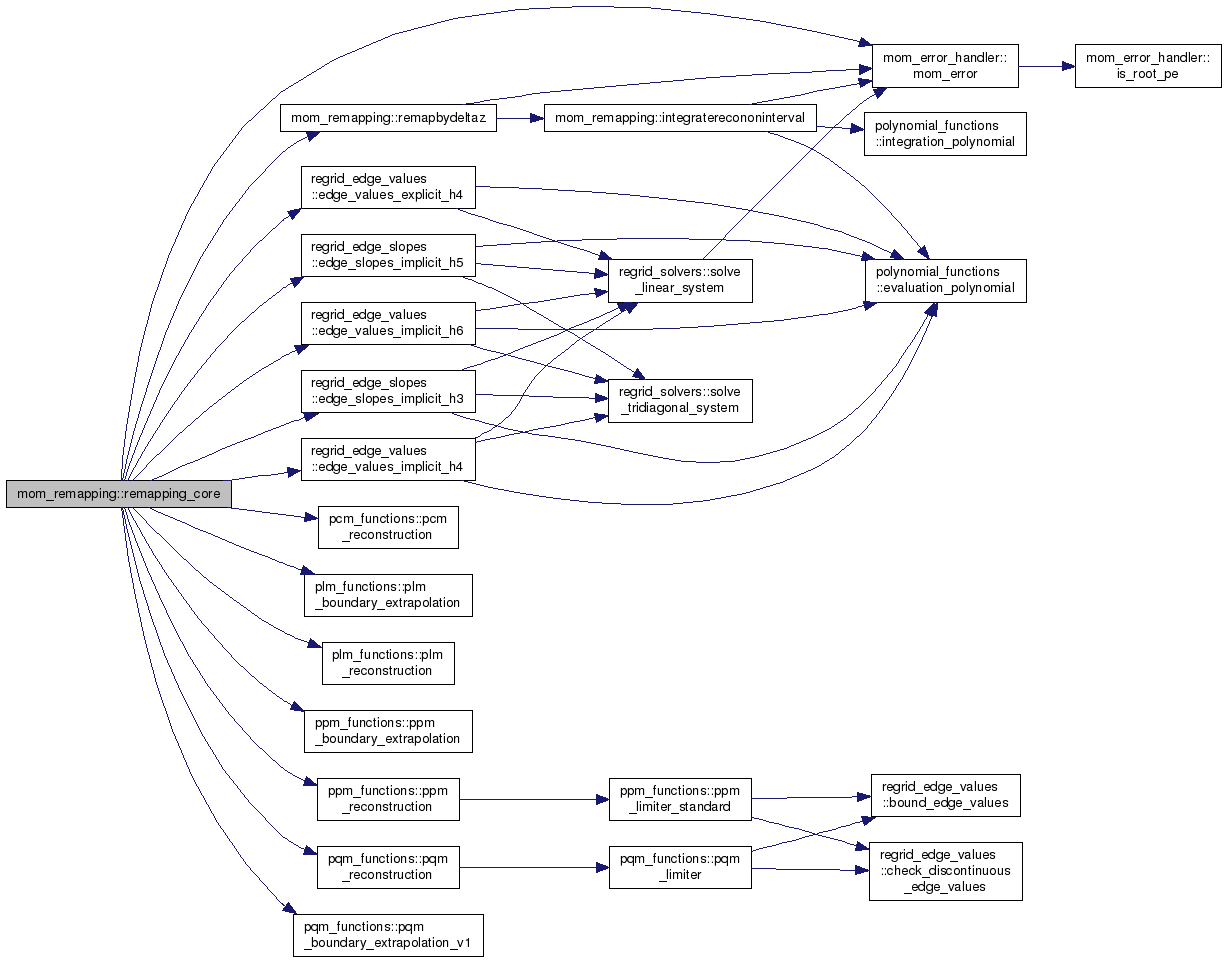 mom_error_handler::
mom_error
mom_error_handler::
is_root_pe
mom_remapping::remapbydeltaz
mom_remapping::integraterecononinterval
polynomial_functions
::integration_polynomial
regrid_edge_values
::edge_values_explicit_h4
regrid_edge_slopes
::edge_slopes_implicit_h5
regrid_solvers::solve
_linear_system
polynomial_functions
::evaluation_polynomial
regrid_edge_values
::edge_values_implicit_h6
regrid_edge_slopes
::edge_slopes_implicit_h3
regrid_solvers::solve
_tridiagonal_system
regrid_edge_values
::edge_values_implicit_h4
mom_remapping::remapping_core
pcm_functions::pcm
_reconstruction
plm_functions::plm
_boundary_extrapolation
plm_functions::plm
_reconstruction
ppm_functions::ppm
_boundary_extrapolation
ppm_functions::ppm
_reconstruction
ppm_functions::ppm
_limiter_standard
regrid_edge_values
::bound_edge_values
pqm_functions::pqm
_reconstruction
pqm_functions::pqm
_limiter
regrid_edge_values
::check_discontinuous
_edge_values
pqm_functions::pqm
_boundary_extrapolation_v1